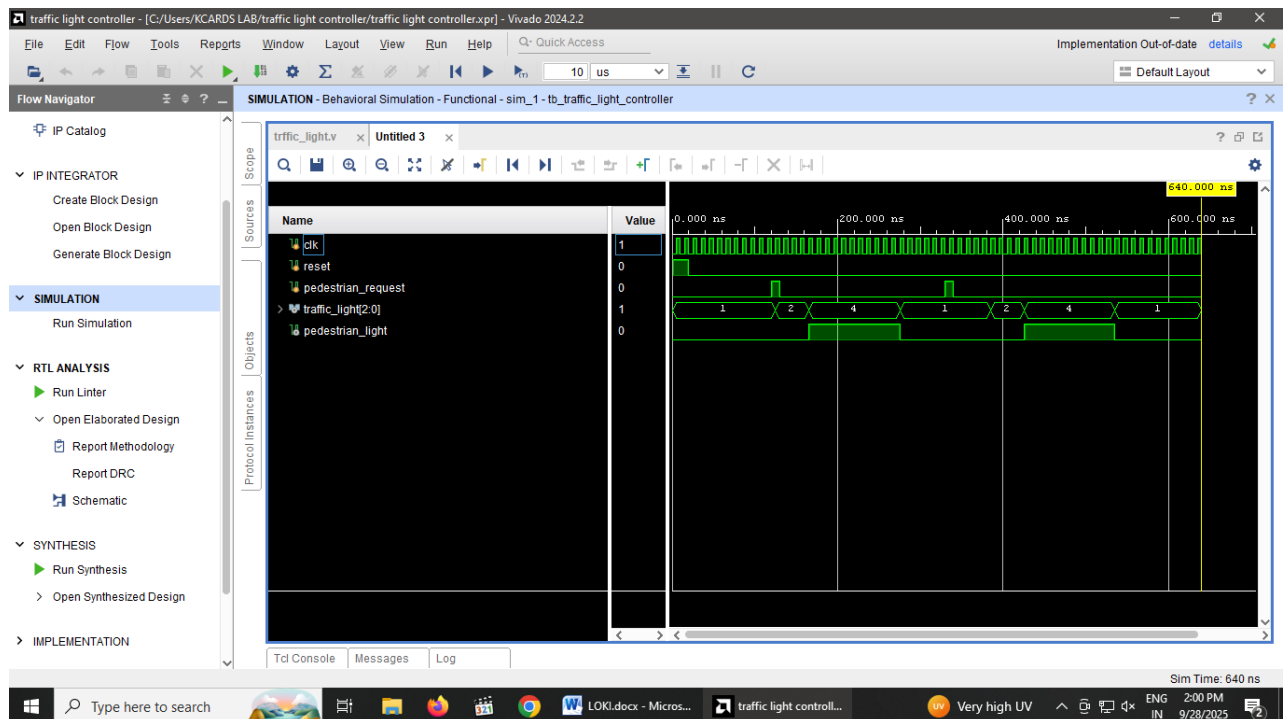 traffic light controller - [C:/Users/KCARDS LAB/traffic light controller/traffic light controller.xpr] - Vivado 2024.2.2
File Edit Flow Tools Reports Window Layout View Run Help Q- Quick Access Implementation Out-of-date details
10 us Default Layout
Flow Navigator ? SIMULATION - Behavioral Simulation - Functional - sim_1 - tb_traffic_light_controller ?
IP Catalog
IP INTEGRATOR
Create Block Design
Open Block Design
Generate Block Design
SIMULATION
Run Simulation
RTL ANALYSIS
Run Linter
Open Elaborated Design
Report Methodology
Report DRC
Schematic
SYNTHESIS
Run Synthesis
Open Synthesized Design
IMPLEMENTATION
Scope
Sources
Objects
Protocol Instances
trffic_light.v Untitled 3 ?
640.000 ns
Name Value 0.000 ns 200.000 ns 400.000 ns 600.000 ns
clk 1
reset 0
pedestrian_request 0
traffic_light[2:0] 1 1 2 4 1 2 4 1
pedestrian_light 0
Tcl Console Messages Log
Sim Time: 640 ns
Type here to search 321 LOKI.docx - Micros... traffic light controll... UV Very high UV ENG 2:00 PM
IN 9/28/2025 2